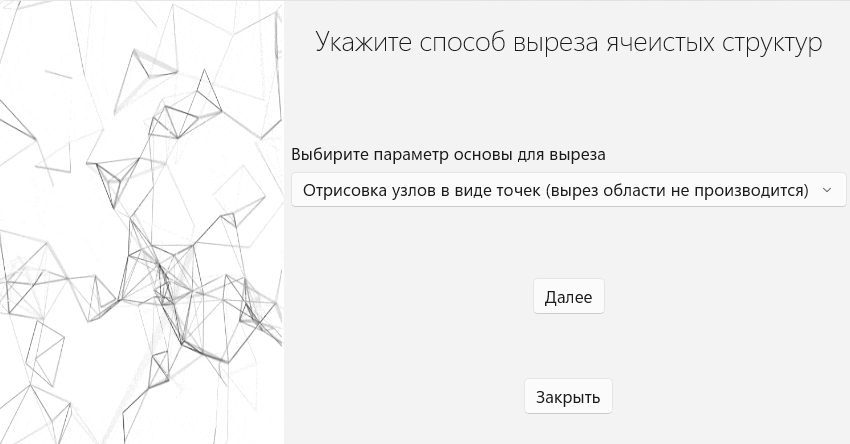 Укажите способ выреза ячеистых структур
Выбирите параметр основы для выреза
Отрисовка узлов в виде точек (вырез области не производится)
Далее
Закрыть